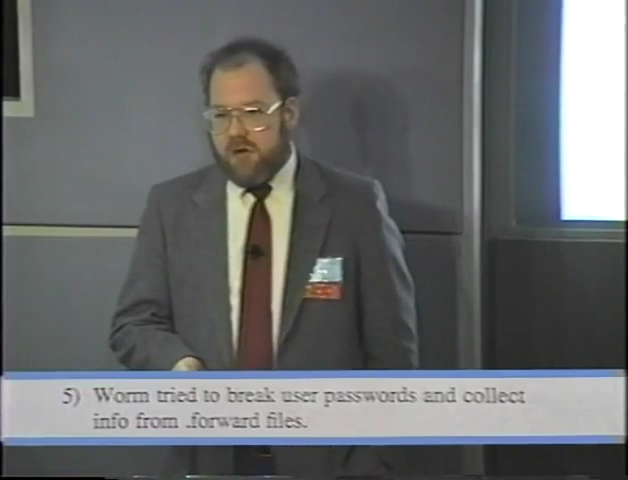 5) Worm tried to break user passwords and collect
info from .forward files.